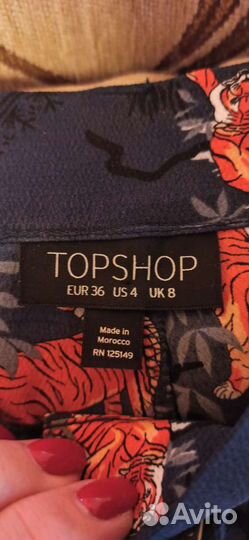 TOPSHOP
EUR 36 US 4 UK 8
Made in
Morocco
RN 125149
Avito